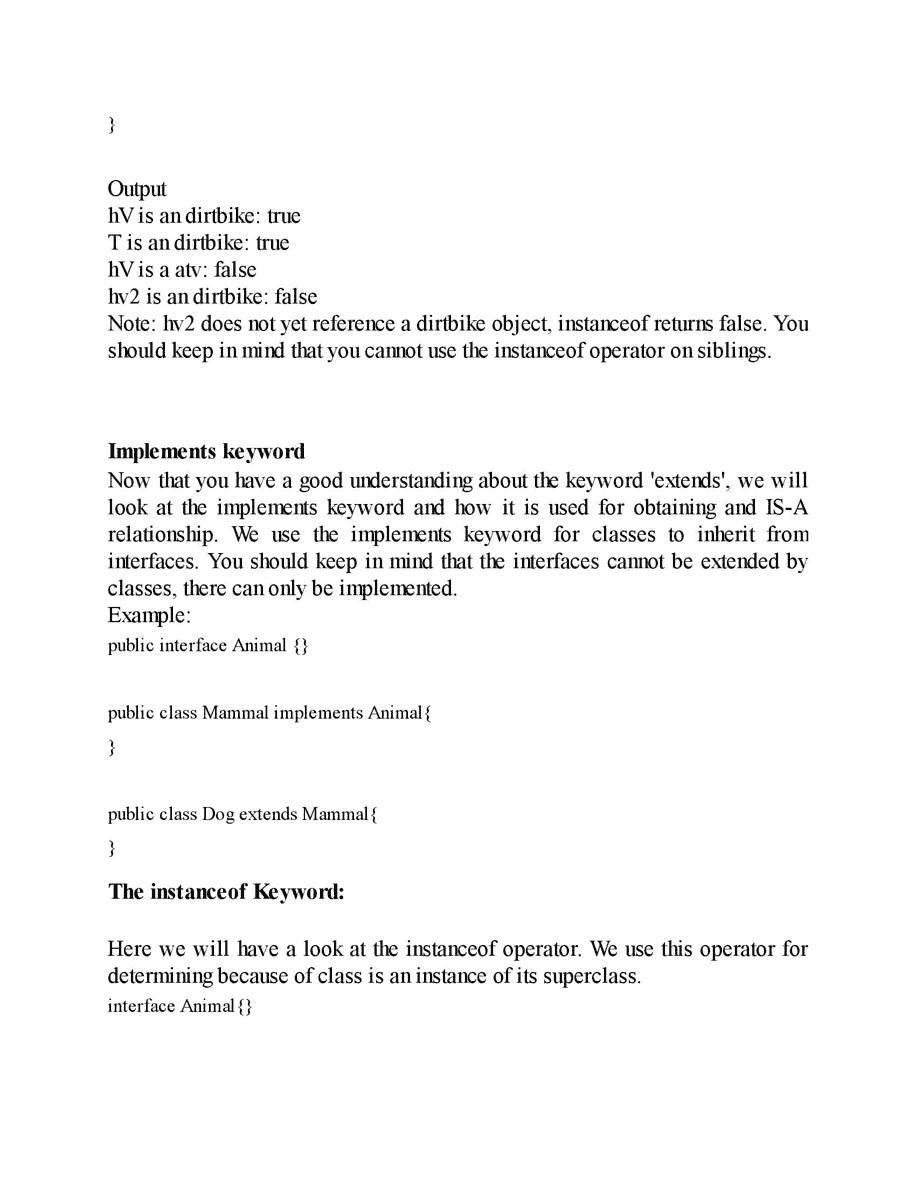 }
Output
hV is an dirtbike: true
T is an dirtbike: true
hV is a atv: false
hv2 is an dirtbike: false
Note: hv2 does not yet reference a dirtbike object, instanceof returns false. You
should keep in mind that you cannot use the instanceof operator on siblings.
Implements keyword
Now that you have a good understanding about the keyword 'extends', we will
look at the implements keyword and how it is used for obtaining and IS-A
relationship. We use the implements keyword for classes to inherit from
interfaces. You should keep in mind that the interfaces cannot be extended by
classes, there can only be implemented.
Example:
public interface Animal {}
public class Mammal implements Animal{
}
public class Dog extends Mammal{
}
The instanceof Keyword:
Here we will have a look at the instanceof operator. We use this operator for
determining because of class is an instance of its superclass.
interface Animal{}